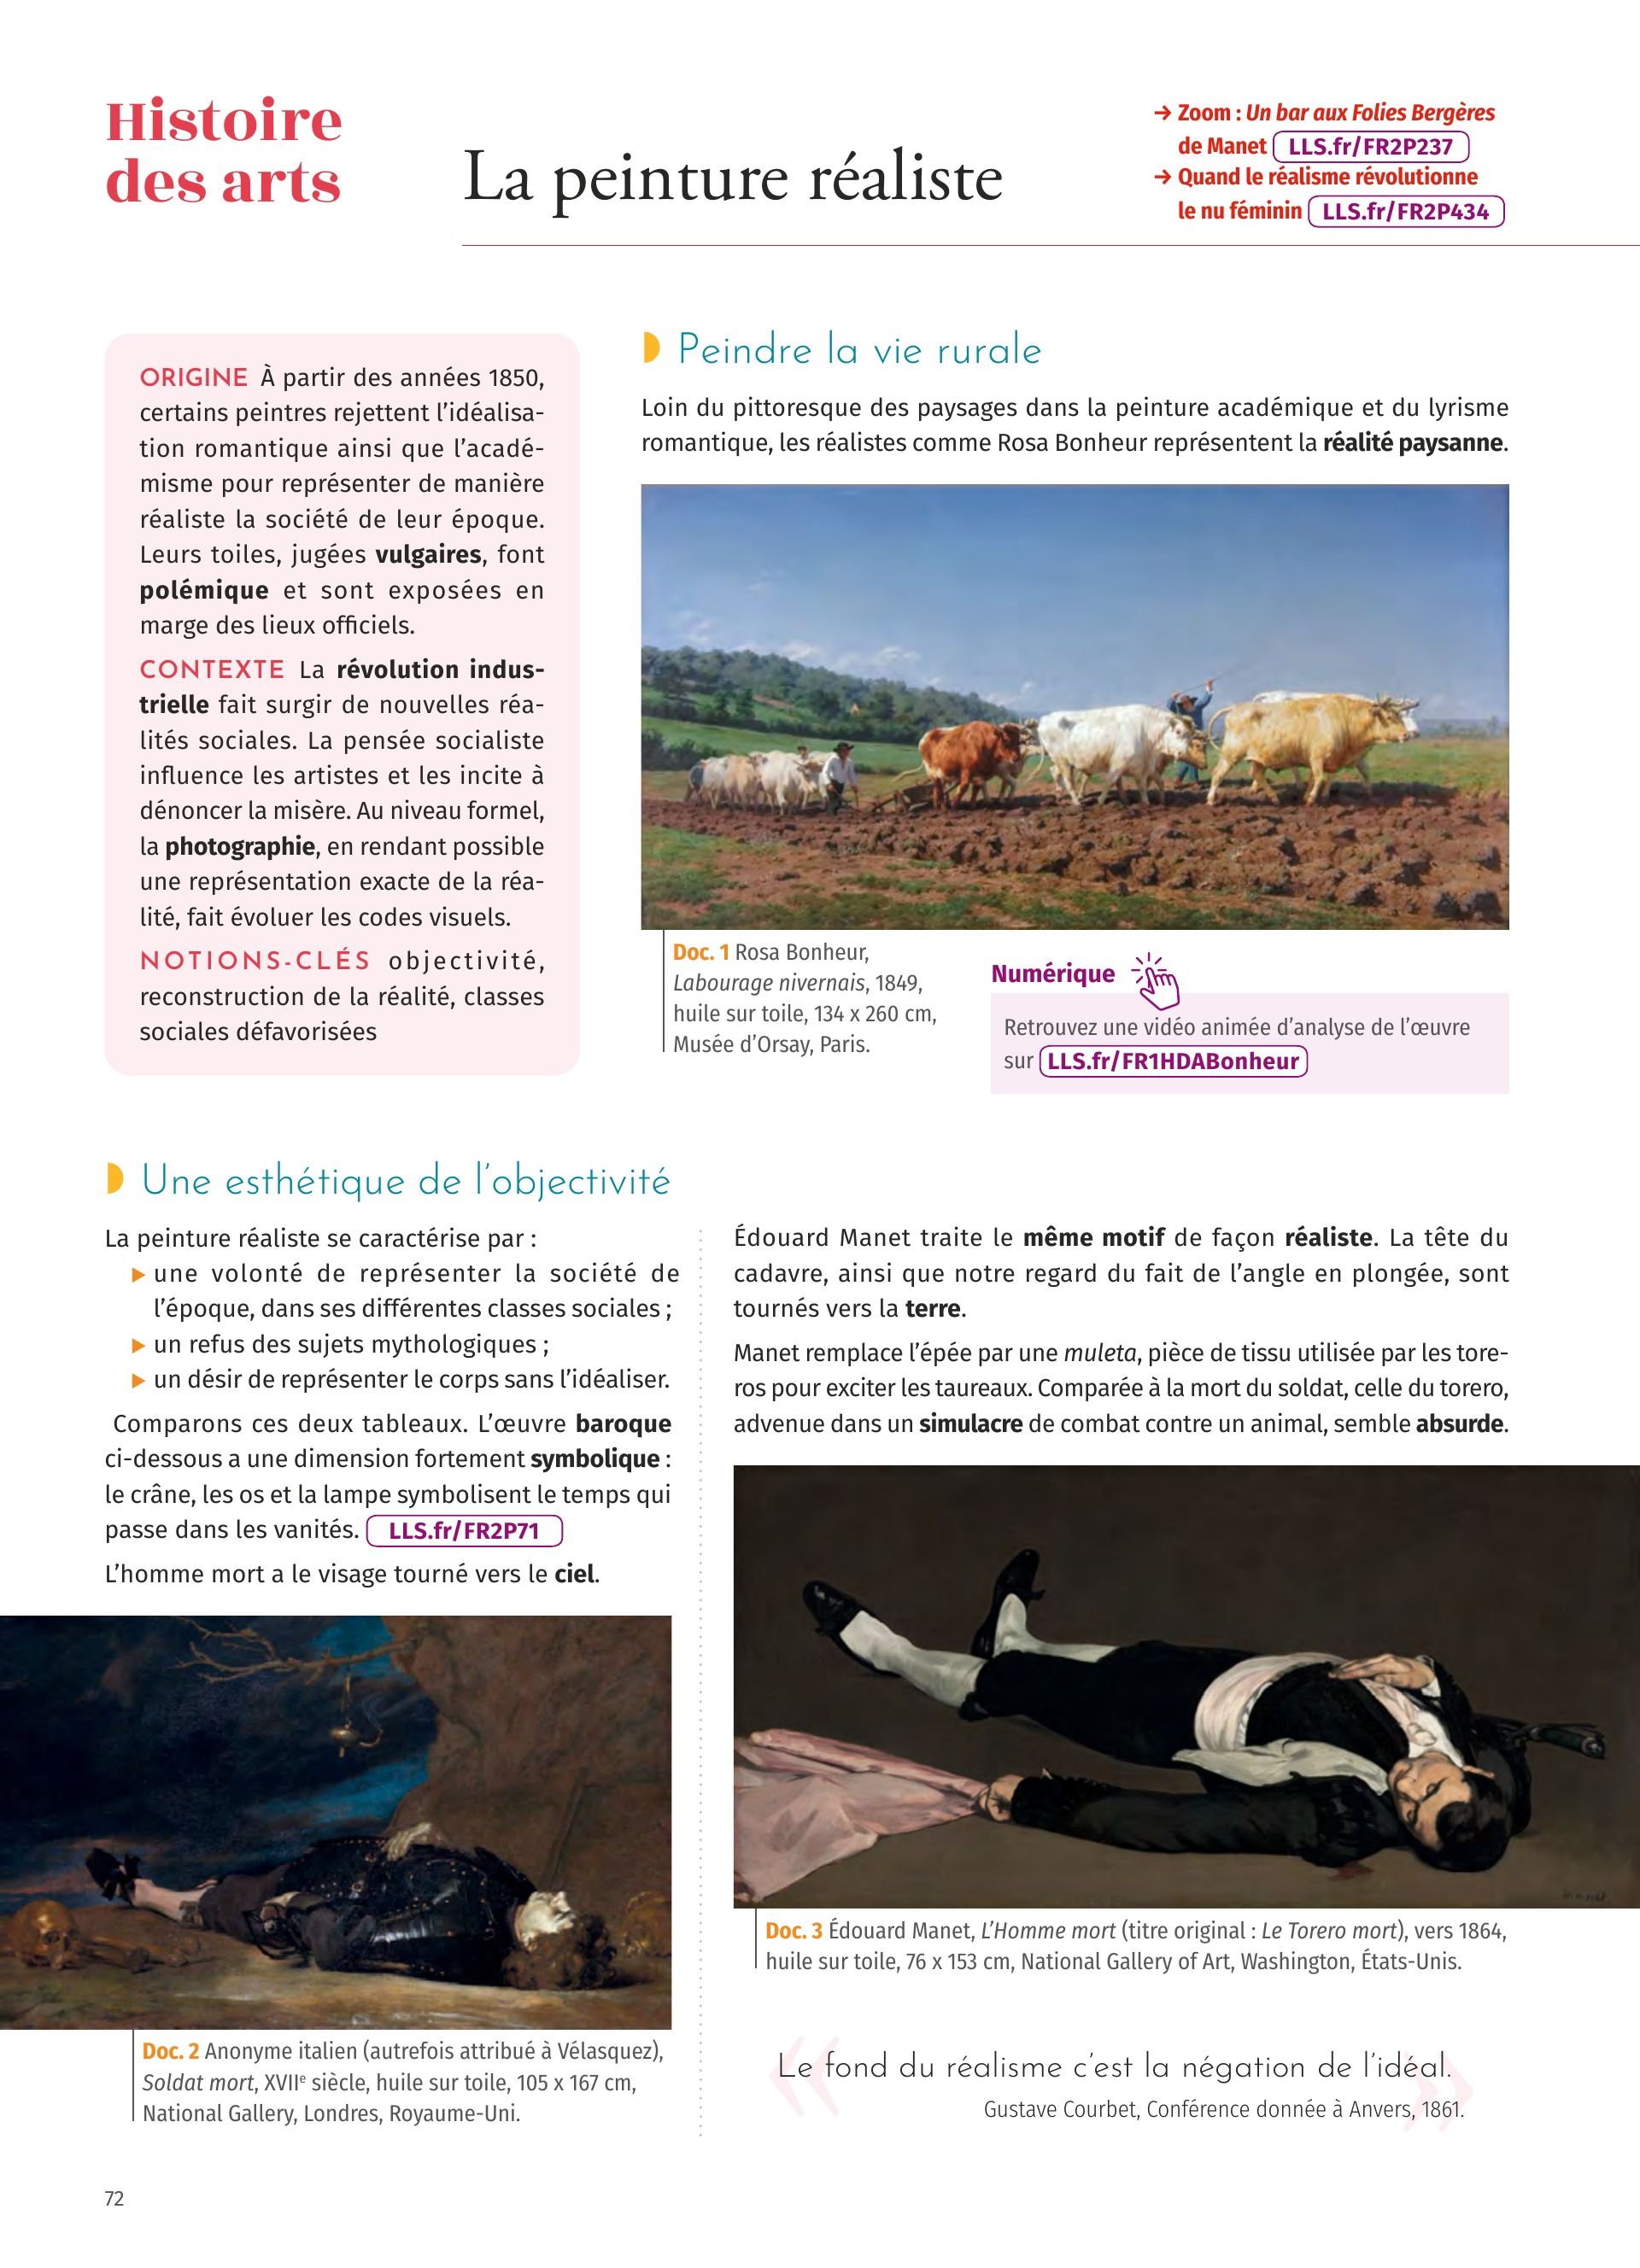 Histoire
des arts
La peinture réaliste
→ Zoom : Un bar aux Folies Bergères
de Manet LLS.fr/FR2P237
→ Quand le réalisme révolutionne
le nu féminin LLS.fr/FR2P434
ORIGINE À partir des années 1850,
certains peintres rejettent l’idéalisa-
tion romantique ainsi que l’acadé-
misme pour représenter de manière
réaliste la société de leur époque.
Leurs toiles, jugées vulgaires, font
polémique et sont exposées en
marge des lieux officiels.
CONTEXTE La révolution indus-
trielle fait surgir de nouvelles réa-
lités sociales. La pensée socialiste
influence les artistes et les incite à
dénoncer la misère. Au niveau formel,
la photographie, en rendant possible
une représentation exacte de la réa-
lité, fait évoluer les codes visuels.
NOTIONS-CLÉS objectivité,
reconstruction de la réalité, classes
sociales défavorisées
Peindre la vie rurale
Loin du pittoresque des paysages dans la peinture académique et du lyrisme
romantique, les réalistes comme Rosa Bonheur représentent la réalité paysanne.
Doc. 1 Rosa Bonheur,
Labourage nivernais, 1849,
huile sur toile, 134 x 260 cm,
Musée d’Orsay, Paris.
Numérique
Retrouvez une vidéo animée d’analyse de l’œuvre
sur LLS.fr/FR1HDABonheur
Une esthétique de l’objectivité
La peinture réaliste se caractérise par :
▶ une volonté de représenter la société de
l’époque, dans ses différentes classes sociales ;
▶ un refus des sujets mythologiques ;
▶ un désir de représenter le corps sans l’idéaliser.
Comparons ces deux tableaux. L’œuvre baroque
ci-dessous a une dimension fortement symbolique :
le crâne, les os et la lampe symbolisent le temps qui
passe dans les vanités. LLS.fr/FR2P71
L’homme mort a le visage tourné vers le ciel.
Doc. 2 Anonyme italien (autrefois attribué à Vélasquez),
Soldat mort, XVIIe siècle, huile sur toile, 105 x 167 cm,
National Gallery, Londres, Royaume-Uni.
Édouard Manet traite le même motif de façon réaliste. La tête du
cadavre, ainsi que notre regard du fait de l’angle en plongée, sont
tournés vers la terre.
Manet remplace l’épée par une muleta, pièce de tissu utilisée par les tore-
ros pour exciter les taureaux. Comparée à la mort du soldat, celle du torero,
advenue dans un simulacre de combat contre un animal, semble absurde.
Doc. 3 Édouard Manet, L’Homme mort (titre original : Le Torero mort), vers 1864,
huile sur toile, 76 x 153 cm, National Gallery of Art, Washington, États-Unis.
« Le fond du réalisme c’est la négation de l’idéal. »
Gustave Courbet, Conférence donnée à Anvers, 1861.
72